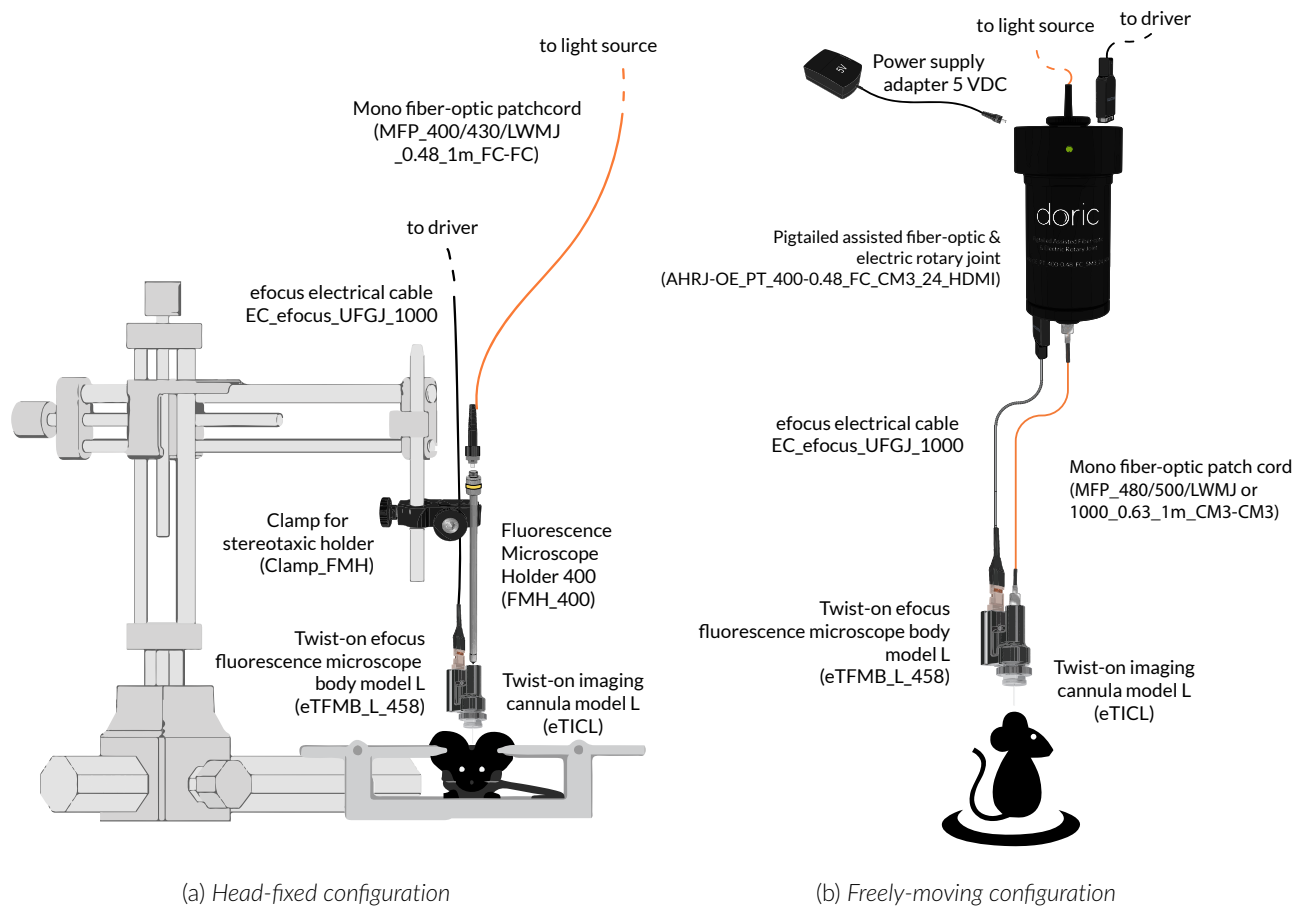 to light source
Mono fiber-optic patchcord
(MFP_400/430/LWMJ
_0.48_1m_FC-FC)
to driver
efocus electrical cable
EC_efocus_UFGJ_1000
Clamp for
stereotaxic holder
(Clamp_FMH)
Fluorescence
Microscope
Holder 400
(FMH_400)
Twist-on efocus
fluorescence microscope
body model L
(eTFMB_L_458)
Twist-on imaging
cannula model L
(eTICL)
(a) Head-fixed configuration
to light source
to driver
Power supply
adapter 5 VDC
5V
doric
Pigtailed assisted fiber-optic &
electric rotary joint
(AHRJ-OE_PT_400-0.48_FC_CM3_24_HDMI)
efocus electrical cable
EC_efocus_UFGJ_1000
Mono fiber-optic patch cord
(MFP_480/500/LWMJ or
1000_0.63_1m_CM3-CM3)
Twist-on efocus
fluorescence microscope body
model L
(eTFMB_L_458)
Twist-on imaging
cannula model L
(eTICL)
(b) Freely-moving configuration